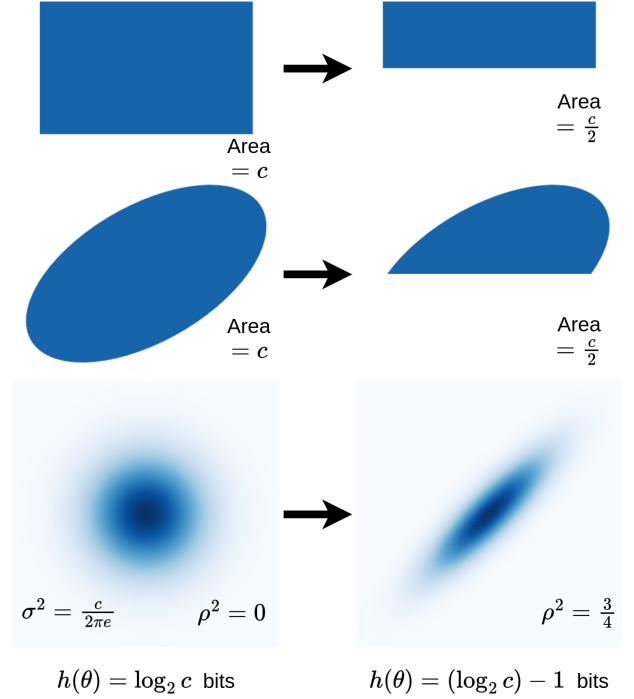 Area
= c
Area
= c/2
Area
= c
Area
= c/2
σ² = c/2πe
ρ² = 0
ρ² = 3/4
h(θ) = log₂ c bits
h(θ) = (log₂ c) − 1 bits